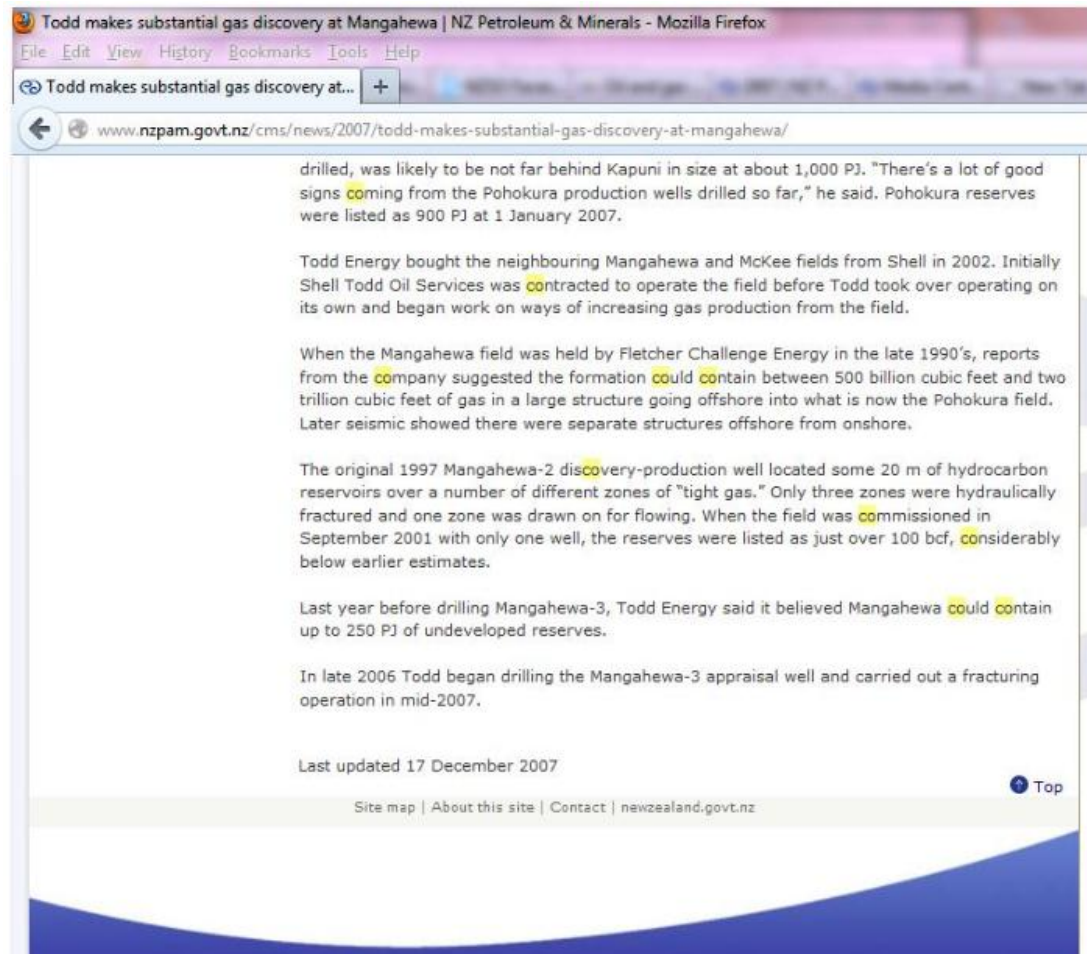 Todd makes substantial gas discovery at Mangahewa | NZ Petroleum & Minerals - Mozilla Firefox
File Edit View History Bookmarks Tools Help
Todd makes substantial gas discovery at... +
www.nzpam.govt.nz/cms/news/2007/todd-makes-substantial-gas-discovery-at-mangahewa/
drilled, was likely to be not far behind Kapuni in size at about 1,000 PJ. “There’s a lot of good
signs coming from the Pohokura production wells drilled so far,” he said. Pohokura reserves
were listed as 900 PJ at 1 January 2007.
Todd Energy bought the neighbouring Mangahewa and McKee fields from Shell in 2002. Initially
Shell Todd Oil Services was contracted to operate the field before Todd took over operating on
its own and began work on ways of increasing gas production from the field.
When the Mangahewa field was held by Fletcher Challenge Energy in the late 1990’s, reports
from the company suggested the formation could contain between 500 billion cubic feet and two
trillion cubic feet of gas in a large structure going offshore into what is now the Pohokura field.
Later seismic showed there were separate structures offshore from onshore.
The original 1997 Mangahewa-2 discovery-production well located some 20 m of hydrocarbon
reservoirs over a number of different zones of “tight gas.” Only three zones were hydraulically
fractured and one zone was drawn on for flowing. When the field was commissioned in
September 2001 with only one well, the reserves were listed as just over 100 bcf, considerably
below earlier estimates.
Last year before drilling Mangahewa-3, Todd Energy said it believed Mangahewa could contain
up to 250 PJ of undeveloped reserves.
In late 2006 Todd began drilling the Mangahewa-3 appraisal well and carried out a fracturing
operation in mid-2007.
Last updated 17 December 2007
Top
Site map | About this site | Contact | newzealand.govt.nz